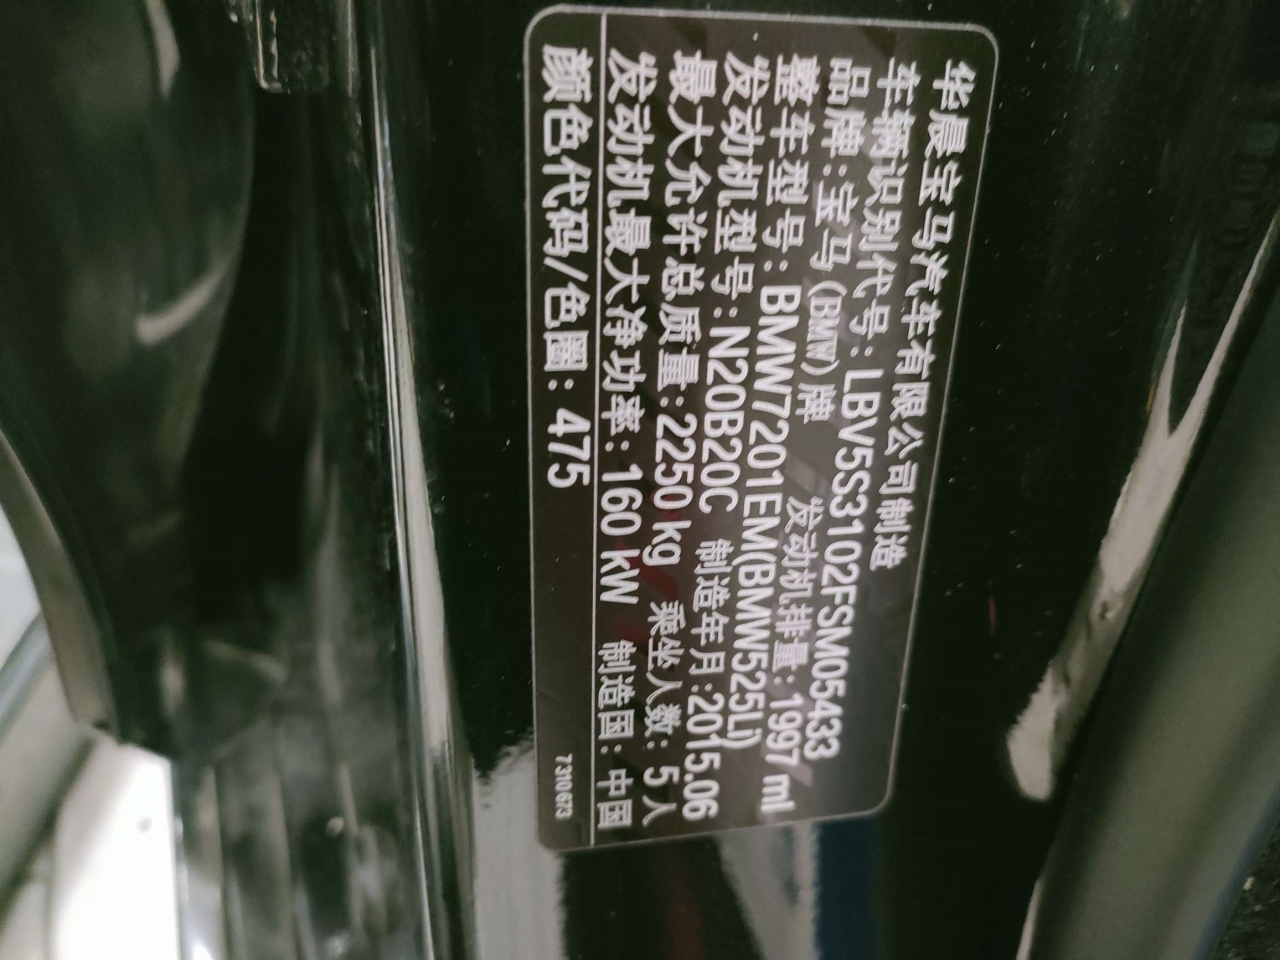 华晨宝马汽车有限公司制造
车辆识别代号:LBV5S3102FSM05433
品牌:宝马(BMW)牌 发动机排量:1997 ml
整车型号:BMW7201EM(BMW525Li)
发动机型号:N20B20C 制造年月:2015.06
最大允许总质量:2250kg 乘坐人数:5人
发动机最大净功率:160 kW 制造国:中国
颜色代码/色圈:475
7310673